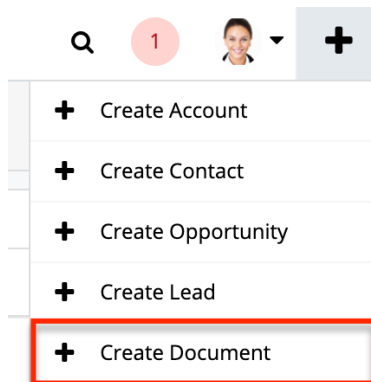 1
Create Account
Create Contact
Create Opportunity
Create Lead
Create Document